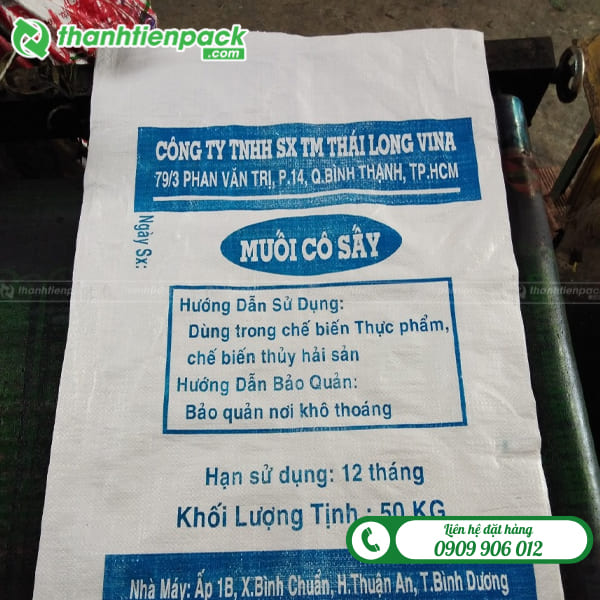 thanhtienpack
.com
CÔNG TY TNHH SX TM THÁI LONG VINA
79/3 PHAN VĂN TRỊ, P.14, Q.BÌNH THẠNH, TP.HCM
Ngày Sx:
MUỐI CÔ SẤY
Hướng Dẫn Sử Dụng:
Dùng trong chế biến Thực phẩm,
chế biến thủy hải sản
Hướng Dẫn Bảo Quản:
Bảo quản nơi khô thoáng
Hạn sử dụng: 12 tháng
Khối Lượng Tịnh : 50 KG
Liên hệ đặt hàng
0909 906 012
Nhà Máy: Ấp 1B, X.Bình Chuẩn, H.Thuận An, T.Bình Dương
thanhtienpack
thanhtienpack